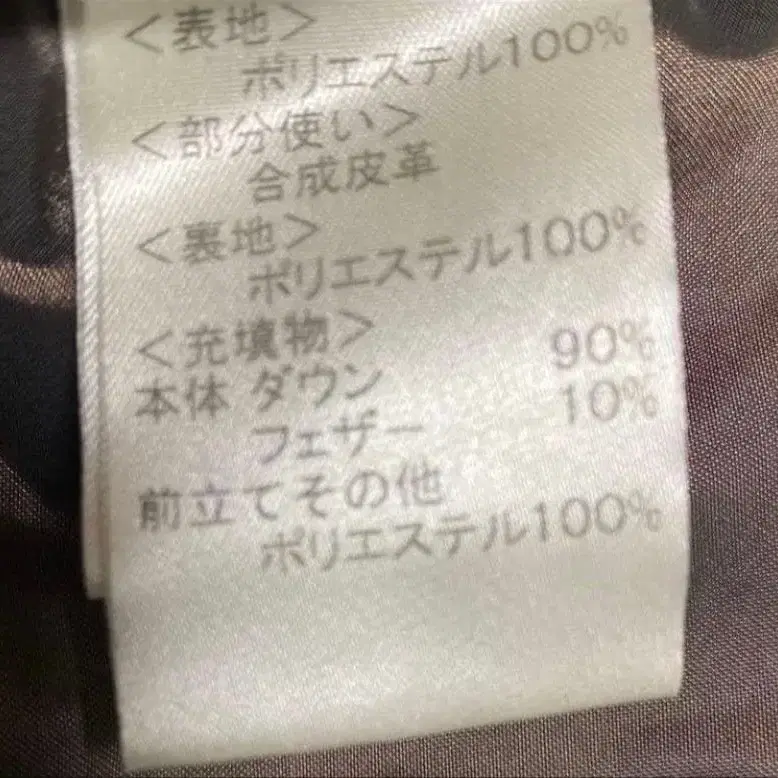 <表地>
ポリエステル100%
<部分使い>
合成皮革
<裏地>
ポリエステル100%
<充填物>
本体 ダウン 90%
フェザー 10%
前立てその他
ポリエステル100%